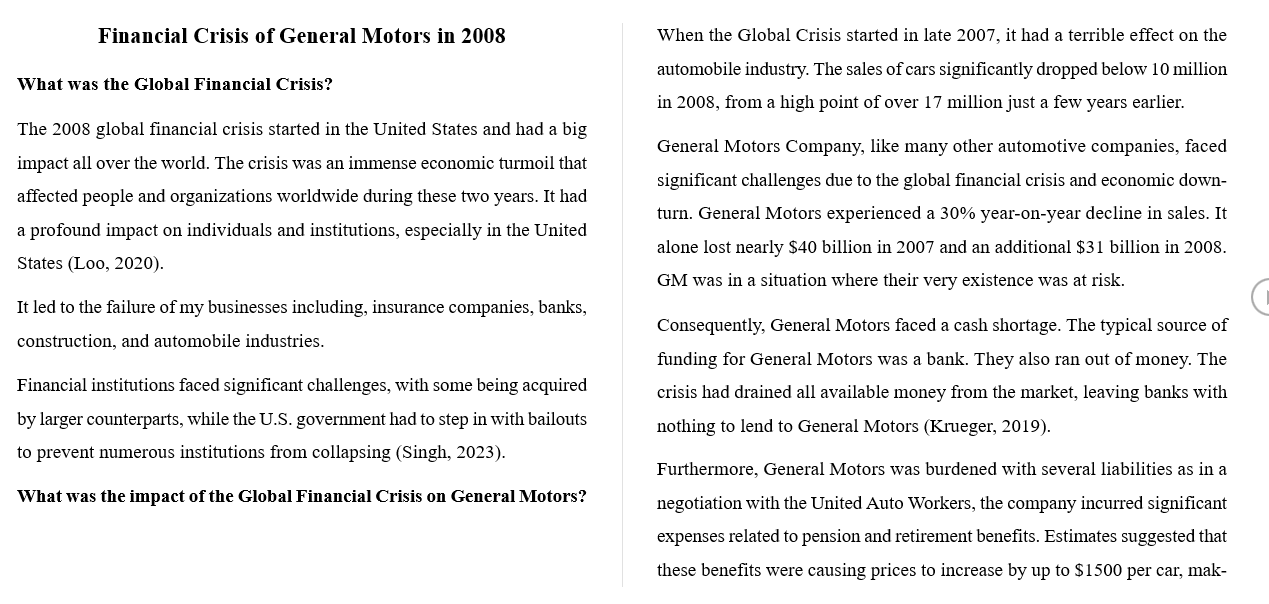 Financial Crisis of General Motors in 2008
What was the Global Financial Crisis?
The 2008 global financial crisis started in the United States and had a big
impact all over the world. The crisis was an immense economic turmoil that
affected people and organizations worldwide during these two years. It had
a profound impact on individuals and institutions, especially in the United
States (Loo, 2020).
It led to the failure of my businesses including, insurance companies, banks,
construction, and automobile industries.
Financial institutions faced significant challenges, with some being acquired
by larger counterparts, while the U.S. government had to step in with bailouts
to prevent numerous institutions from collapsing (Singh, 2023).
What was the impact of the Global Financial Crisis on General Motors?
When the Global Crisis started in late 2007, it had a terrible effect on the
automobile industry. The sales of cars significantly dropped below 10 million
in 2008, from a high point of over 17 million just a few years earlier.
General Motors Company, like many other automotive companies, faced
significant challenges due to the global financial crisis and economic down-
turn. General Motors experienced a 30% year-on-year decline in sales. It
alone lost nearly $40 billion in 2007 and an additional $31 billion in 2008.
GM was in a situation where their very existence was at risk.
Consequently, General Motors faced a cash shortage. The typical source of
funding for General Motors was a bank. They also ran out of money. The
crisis had drained all available money from the market, leaving banks with
nothing to lend to General Motors (Krueger, 2019).
Furthermore, General Motors was burdened with several liabilities as in a
negotiation with the United Auto Workers, the company incurred significant
expenses related to pension and retirement benefits. Estimates suggested that
these benefits were causing prices to increase by up to $1500 per car, mak-